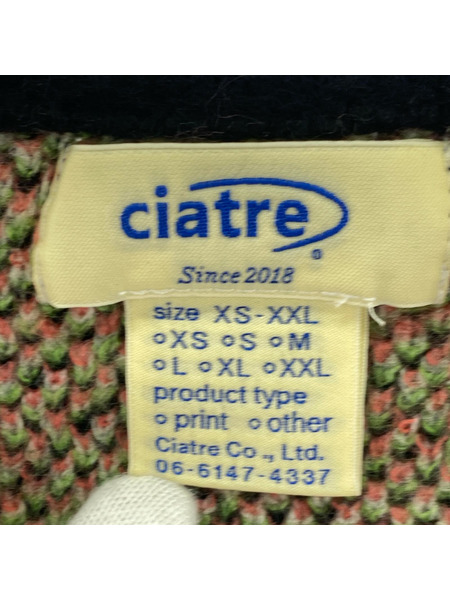 ciatre
®
Since 2018
size XS-XXL
○XS ○S ○M
○L ○XL ○XXL
product type
○print ○other
Ciatre Co., Ltd.
06-6147-4337